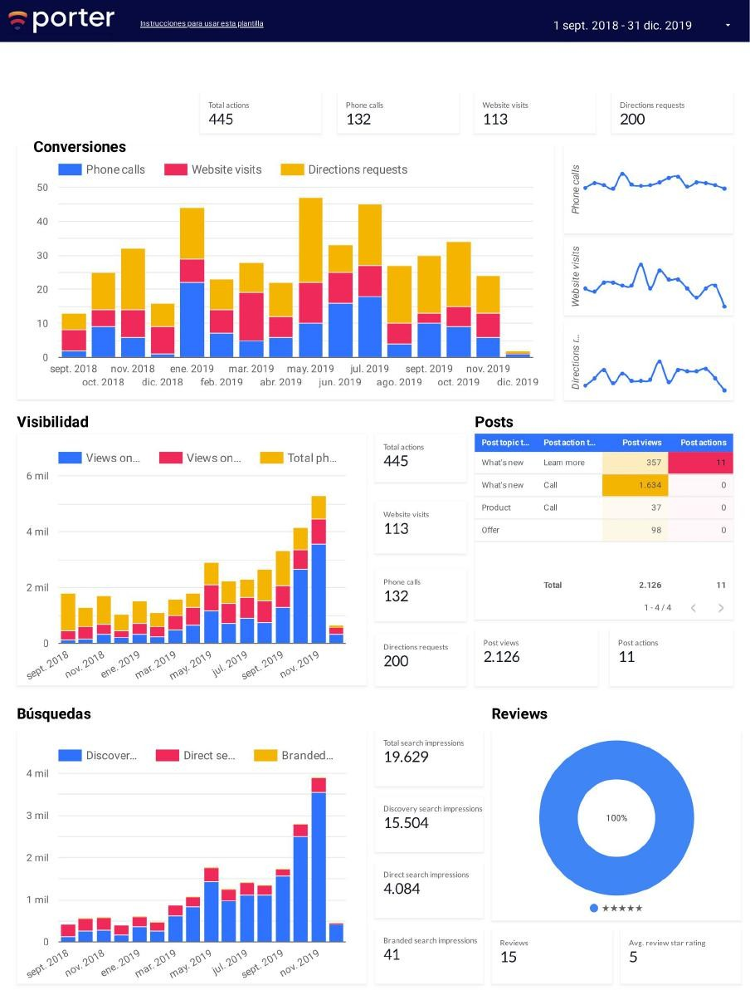 porter
Instrucciones para usar esta plantilla
1 sept. 2018 - 31 dic. 2019
Total actions
445
Phone calls
132
Website visits
113
Directions requests
200
Conversiones
Phone calls
Website visits
Directions requests
50
40
30
20
10
0
sept. 2018
oct. 2018
nov. 2018
dic. 2018
ene. 2019
feb. 2019
mar. 2019
abr. 2019
may. 2019
jun. 2019
jul. 2019
ago. 2019
sept. 2019
oct. 2019
nov. 2019
dic. 2019
Phone calls
Website visits
Directions r...
Visibilidad
Views on...
Views on...
Total ph...
6 mil
4 mil
2 mil
0
sept. 2018
nov. 2018
ene. 2019
mar. 2019
may. 2019
jul. 2019
sept. 2019
nov. 2019
Total actions
445
Website visits
113
Phone calls
132
Directions requests
200
Posts
Post topic t... Post action t... Post views Post actions
What's new Learn more 357 11
What's new Call 1.634 0
Product Call 37 0
Offer 98 0
Total 2.126 11
1 - 4 / 4
Post views
2.126
Post actions
11
Búsquedas
Discover...
Direct se...
Branded...
4 mil
3 mil
2 mil
1 mil
0
sept. 2018
nov. 2018
ene. 2019
mar. 2019
may. 2019
jul. 2019
sept. 2019
nov. 2019
Total search impressions
19.629
Discovery search impressions
15.504
Direct search impressions
4.084
Branded search impressions
41
Reviews
100%
★★★★★
Reviews
15
Avg. review star rating
5